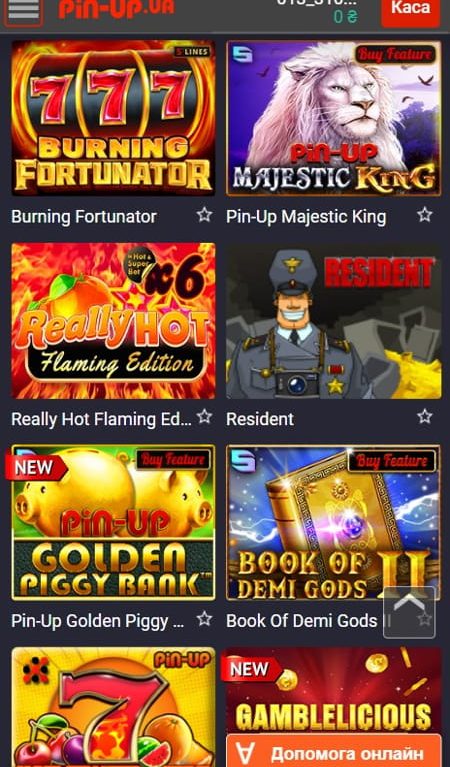 PiN-UP.UA
0 ₴
Каса
5 LINES
777
BURNING
FORTUNATOR
Buy Feature
PiN-UP
MAJESTIC KING
Burning Fortunator
Pin-Up Majestic King
Hot &
Super
Bet
x6
Really HOT
Flaming Edition
RESIDENT
Really Hot Flaming Ed...
Resident
NEW
Buy Feature
PiN-UP
GOLDEN
PIGGY BANK™
Buy Feature
BOOK OF
DEMI GODS II
Pin-Up Golden Piggy ...
Book Of Demi Gods II
PiN-UP
7
NEW
GAMBLELICIOUS
Допомога онлайн